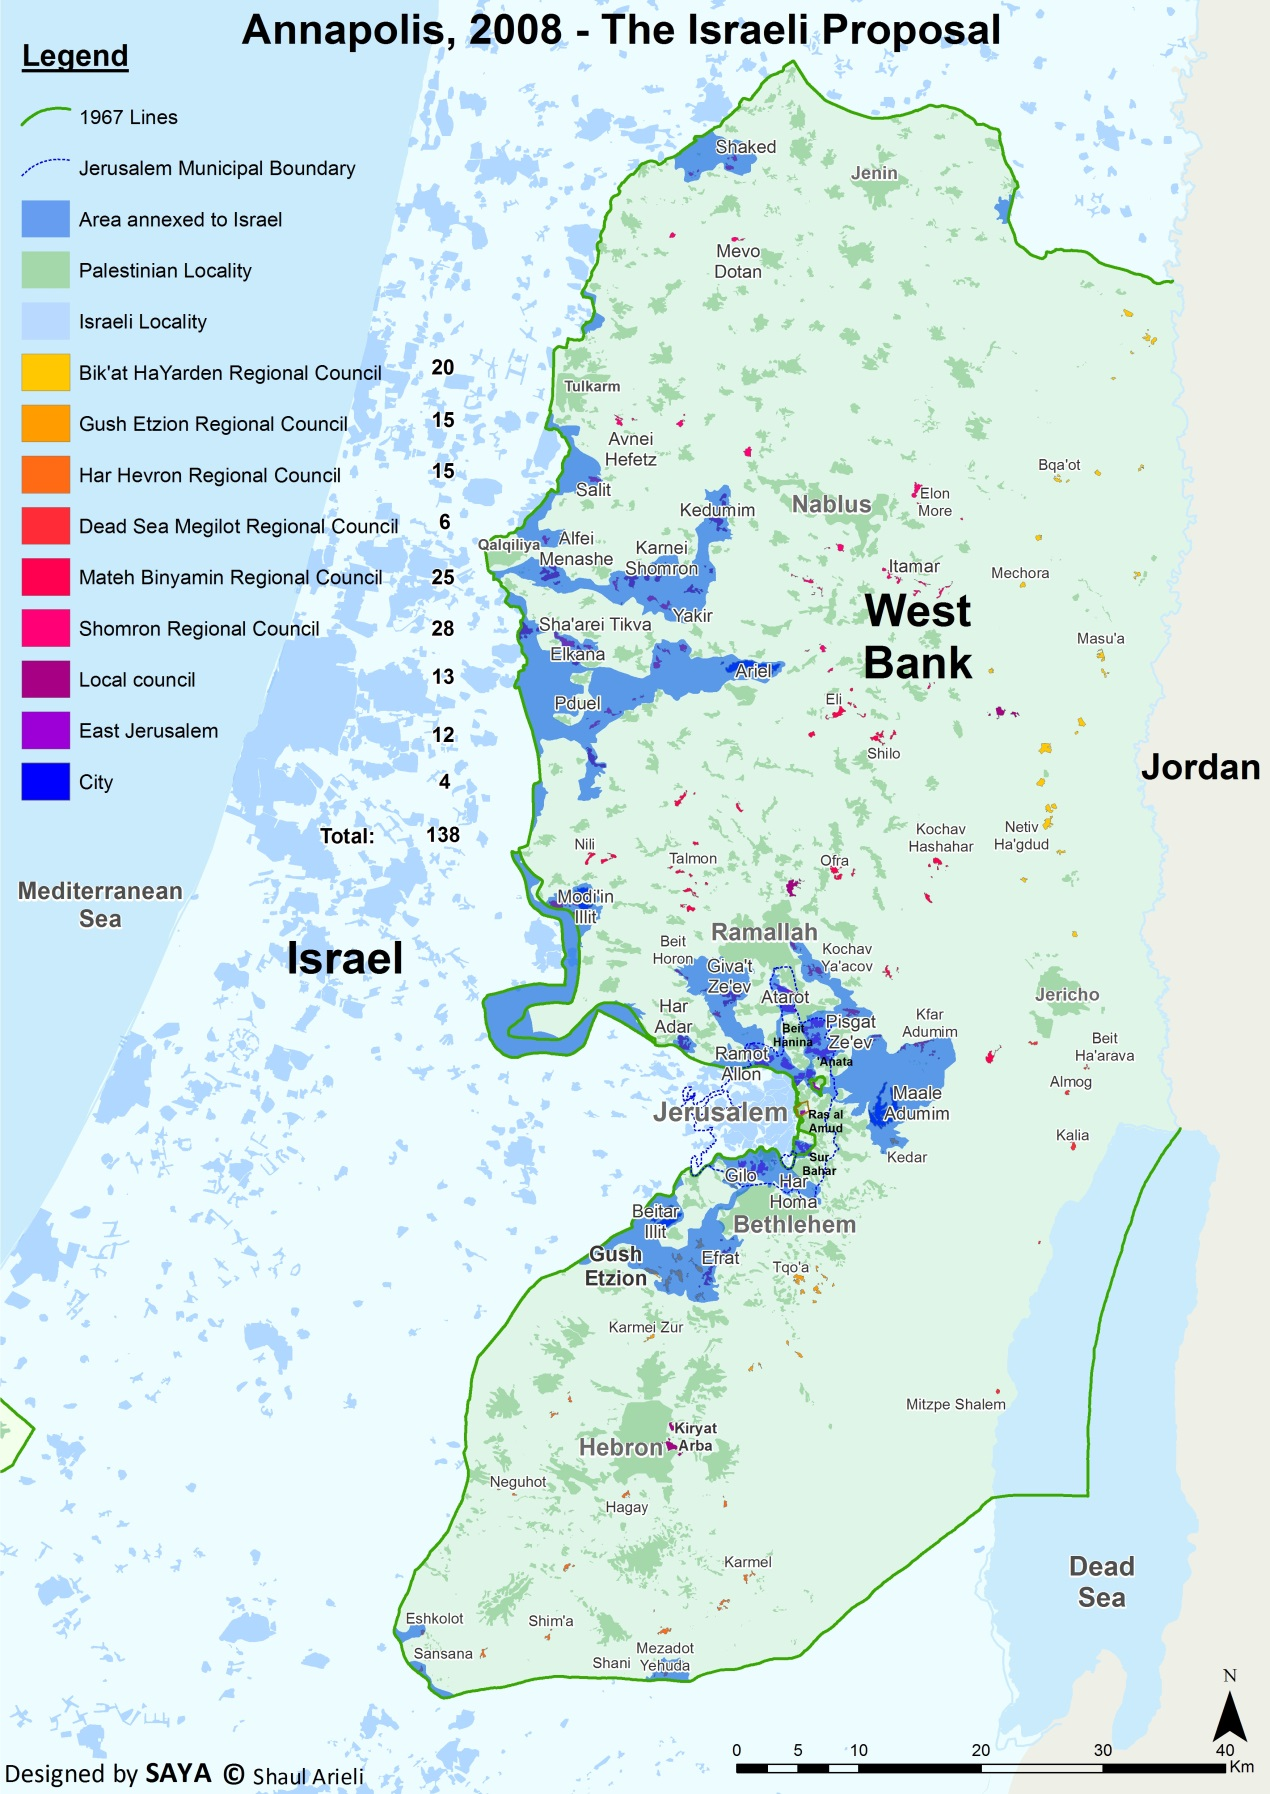 Annapolis, 2008 - The Israeli Proposal
Legend
1967 Lines
Jerusalem Municipal Boundary
Area annexed to Israel
Palestinian Locality
Israeli Locality
Bik'at HaYarden Regional Council 20
Gush Etzion Regional Council 15
Har Hevron Regional Council 15
Dead Sea Megilot Regional Council 6
Mateh Binyamin Regional Council 25
Shomron Regional Council 28
Local council 13
East Jerusalem 12
City 4
Total: 138
Mediterranean
Sea
Israel
West
Bank
Jordan
Dead
Sea
Shaked
Jenin
Mevo
Dotan
Tulkarm
Avnei
Hefetz
Salit
Kedumim
Nablus
Elon
More
Bqa'ot
Qalqiliya
Alfei
Menashe
Karnei
Shomron
Itamar
Mechora
Yakir
Sha'arei Tikva
Elkana
Masu'a
Ariel
Pduel
Eli
Shilo
Nili
Talmon
Ofra
Kochav
Hashahar
Netiv
Ha'gdud
Modi'in
Illit
Ramallah
Beit
Horon
Giva't
Ze'ev
Kochav
Ya'acov
Atarot
Jericho
Har
Adar
Beit
Hanina
Pisgat
Ze'ev
Kfar
Adumim
Beit
Ha'arava
Ramot
Allon
'Anata
Almog
Jerusalem
Maale
Adumim
Ras al
Amud
Kalia
Kedar
Sur
Bahar
Gilo
Har
Homa
Beitar
Illit
Bethlehem
Gush
Etzion
Efrat
Tqo'a
Karmei Zur
Mitzpe Shalem
Kiryat
Arba
Hebron
Neguhot
Hagay
Karmel
Eshkolot
Shim'a
Sansana
Shani
Mezadot
Yehuda
N
0 5 10 20 30 40
Km
Designed by SAYA © Shaul Arieli